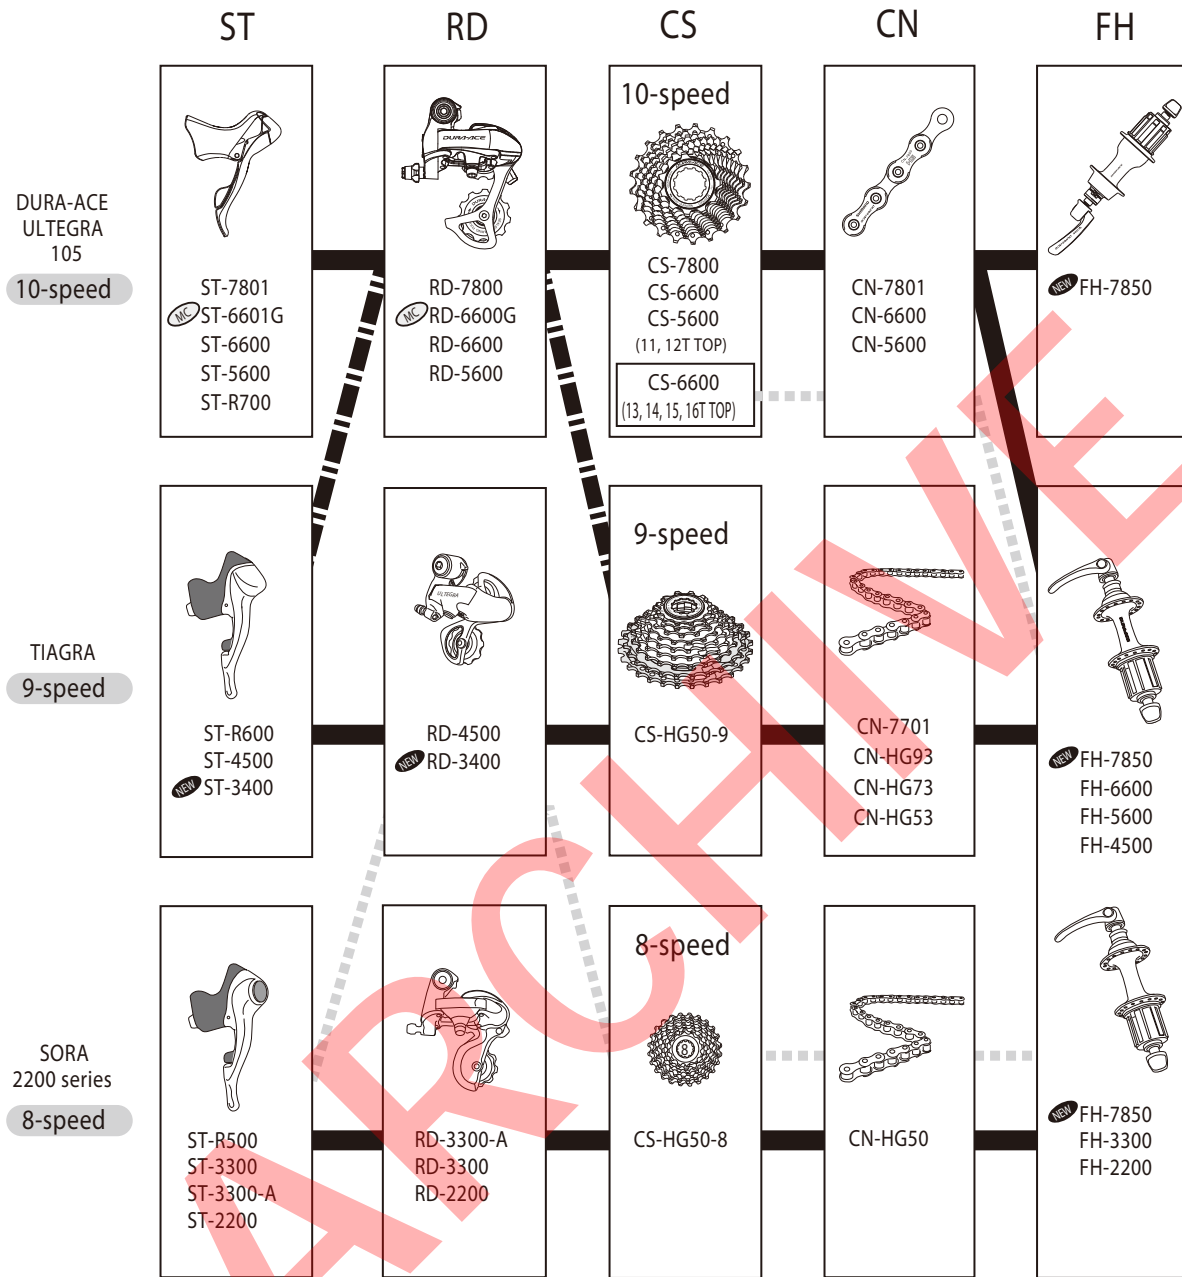 ST
RD
CS
CN
FH
DURA-ACE
ULTEGRA
105
10-speed
ST-7801
MC ST-6601G
ST-6600
ST-5600
ST-R700
DURA-ACE
RD-7800
MC RD-6600G
RD-6600
RD-5600
10-speed
CS-7800
CS-6600
CS-5600
(11, 12T TOP)
CS-6600
(13, 14, 15, 16T TOP)
CN-7801
CN-6600
CN-5600
NEW FH-7850
TIAGRA
9-speed
ST-R600
ST-4500
NEW ST-3400
ULTEGRA
RD-4500
NEW RD-3400
9-speed
CS-HG50-9
CN-7701
CN-HG93
CN-HG73
CN-HG53
NEW FH-7850
FH-6600
FH-5600
FH-4500
SORA
2200 series
8-speed
ST-R500
ST-3300
ST-3300-A
ST-2200
RD-3300-A
RD-3300
RD-2200
8-speed
8
CS-HG50-8
CN-HG50
NEW FH-7850
FH-3300
FH-2200
ARCHIVE